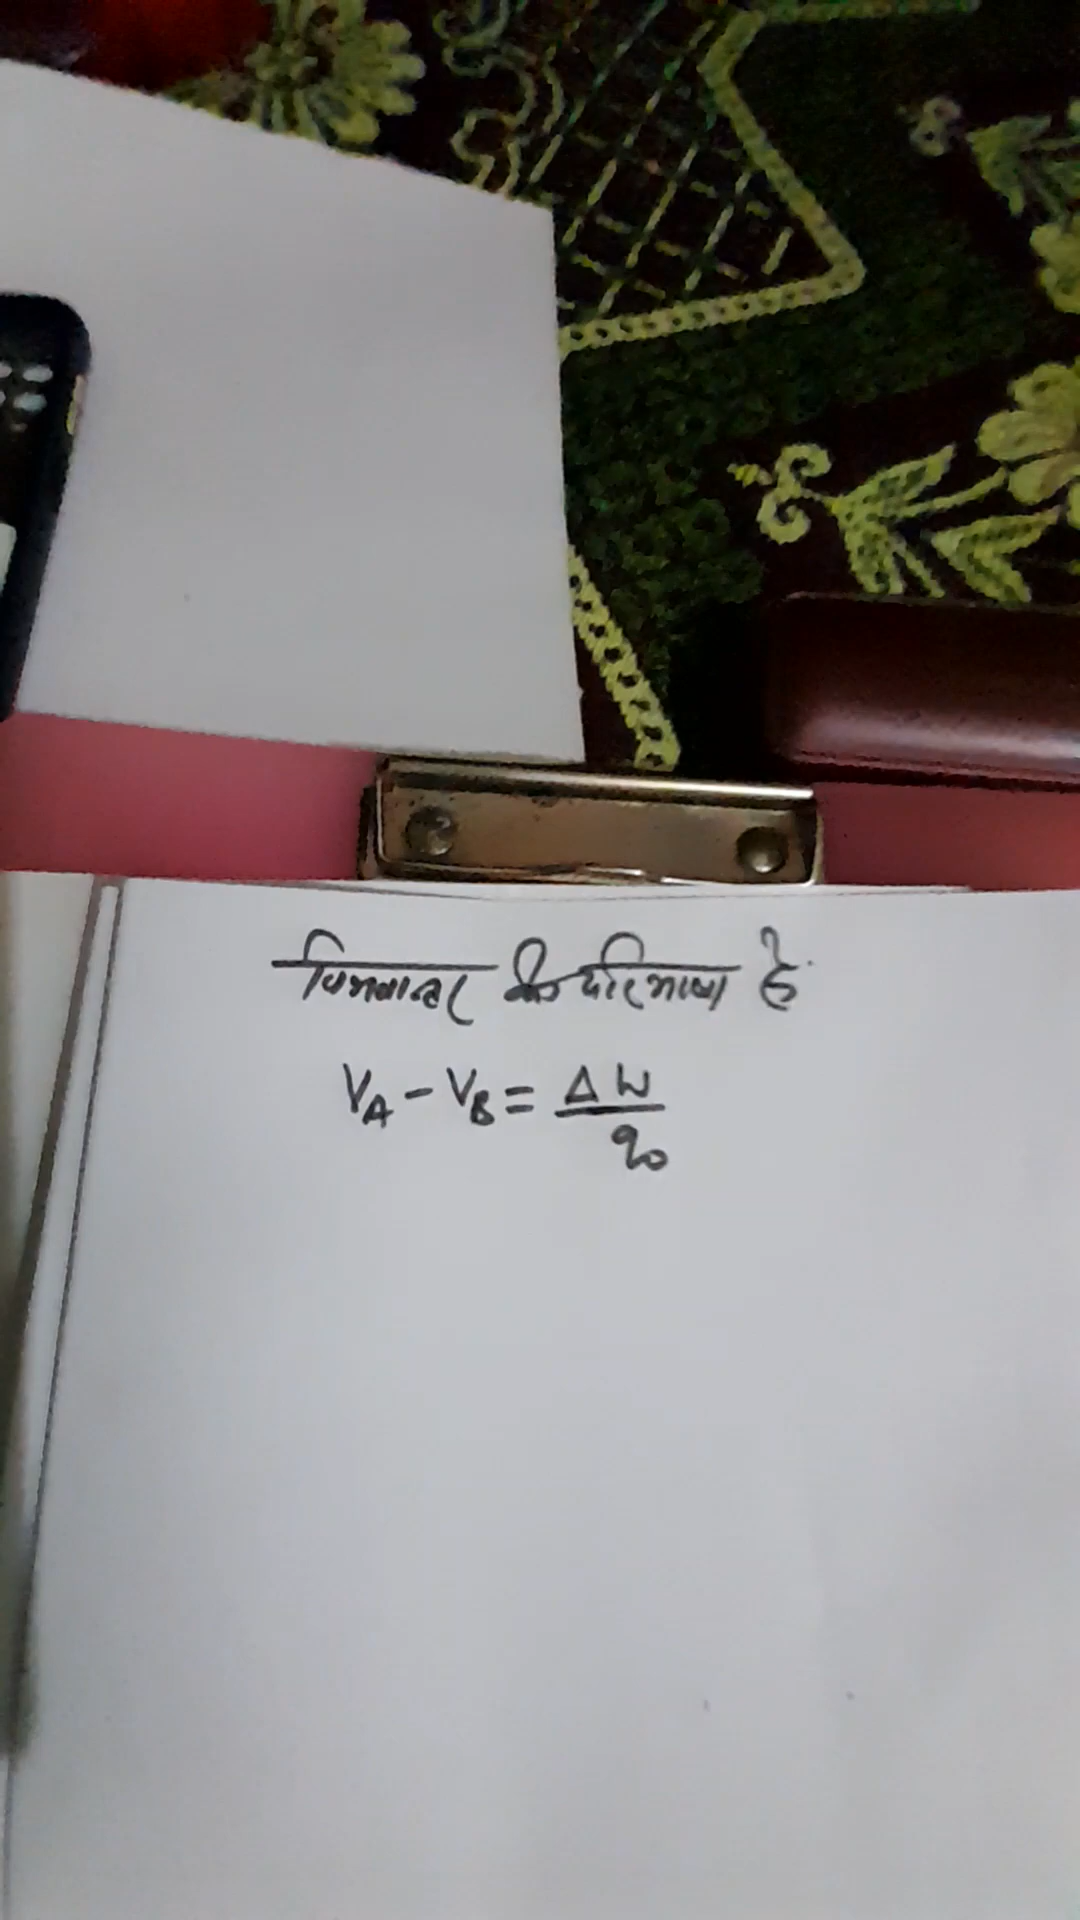 विभवान्तर की परिभाषा है
V_A - V_B = ΔW / q₀